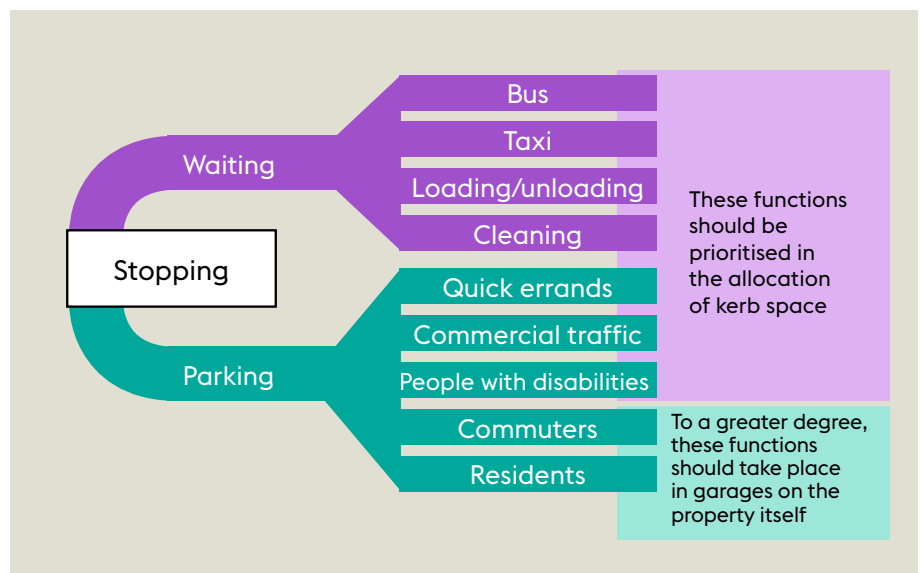 Stopping
Waiting
Bus
Taxi
Loading/unloading
Cleaning
Parking
Quick errands
Commercial traffic
People with disabilities
Commuters
Residents
These functions
should be
prioritised in
the allocation
of kerb space
To a greater degree,
these functions
should take place
in garages on the
property itself